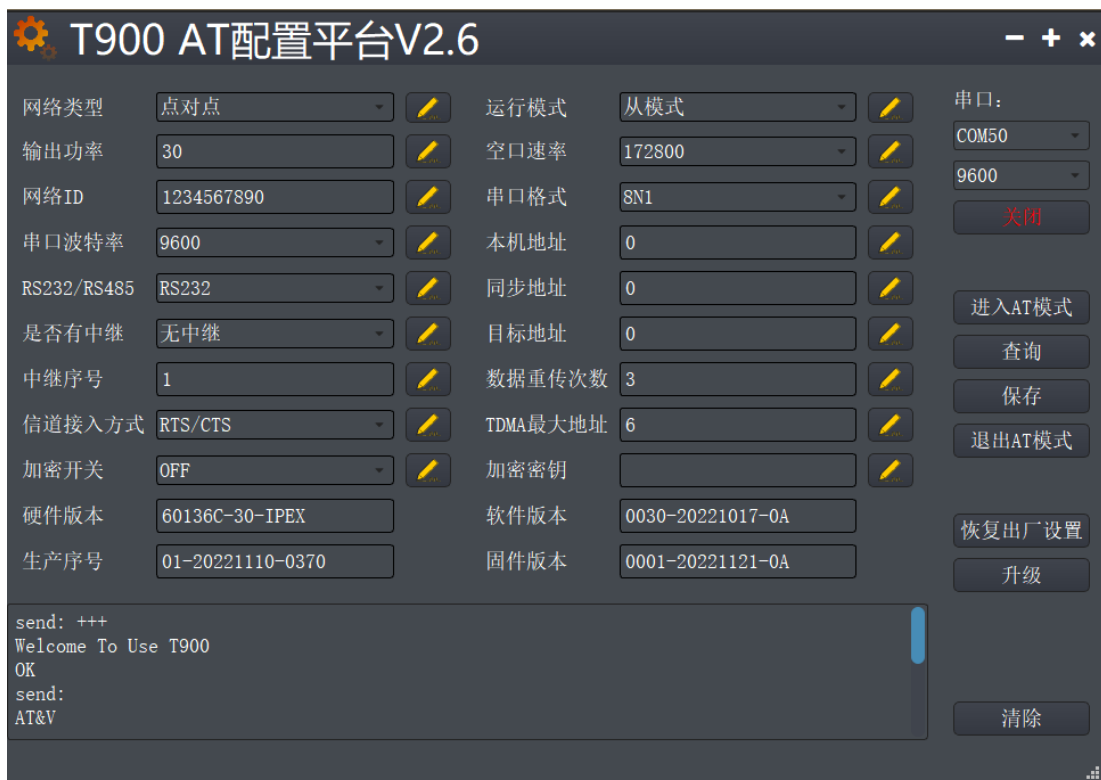 T900 AT配置平台V2.6
网络类型 点对点 运行模式 从模式 串口:
输出功率 30 空口速率 172800 COM50
网络ID 1234567890 串口格式 8N1 9600
串口波特率 9600 本机地址 0 关闭
RS232/RS485 RS232 同步地址 0 进入AT模式
是否有中继 无中继 目标地址 0 查询
中继序号 1 数据重传次数 3 保存
信道接入方式 RTS/CTS TDMA最大地址 6 退出AT模式
加密开关 OFF 加密密钥
硬件版本 60136C-30-IPEX 软件版本 0030-20221017-0A 恢复出厂设置
生产序号 01-20221110-0370 固件版本 0001-20221121-0A 升级
send: +++
Welcome To Use T900
OK
send:
AT&V 清除